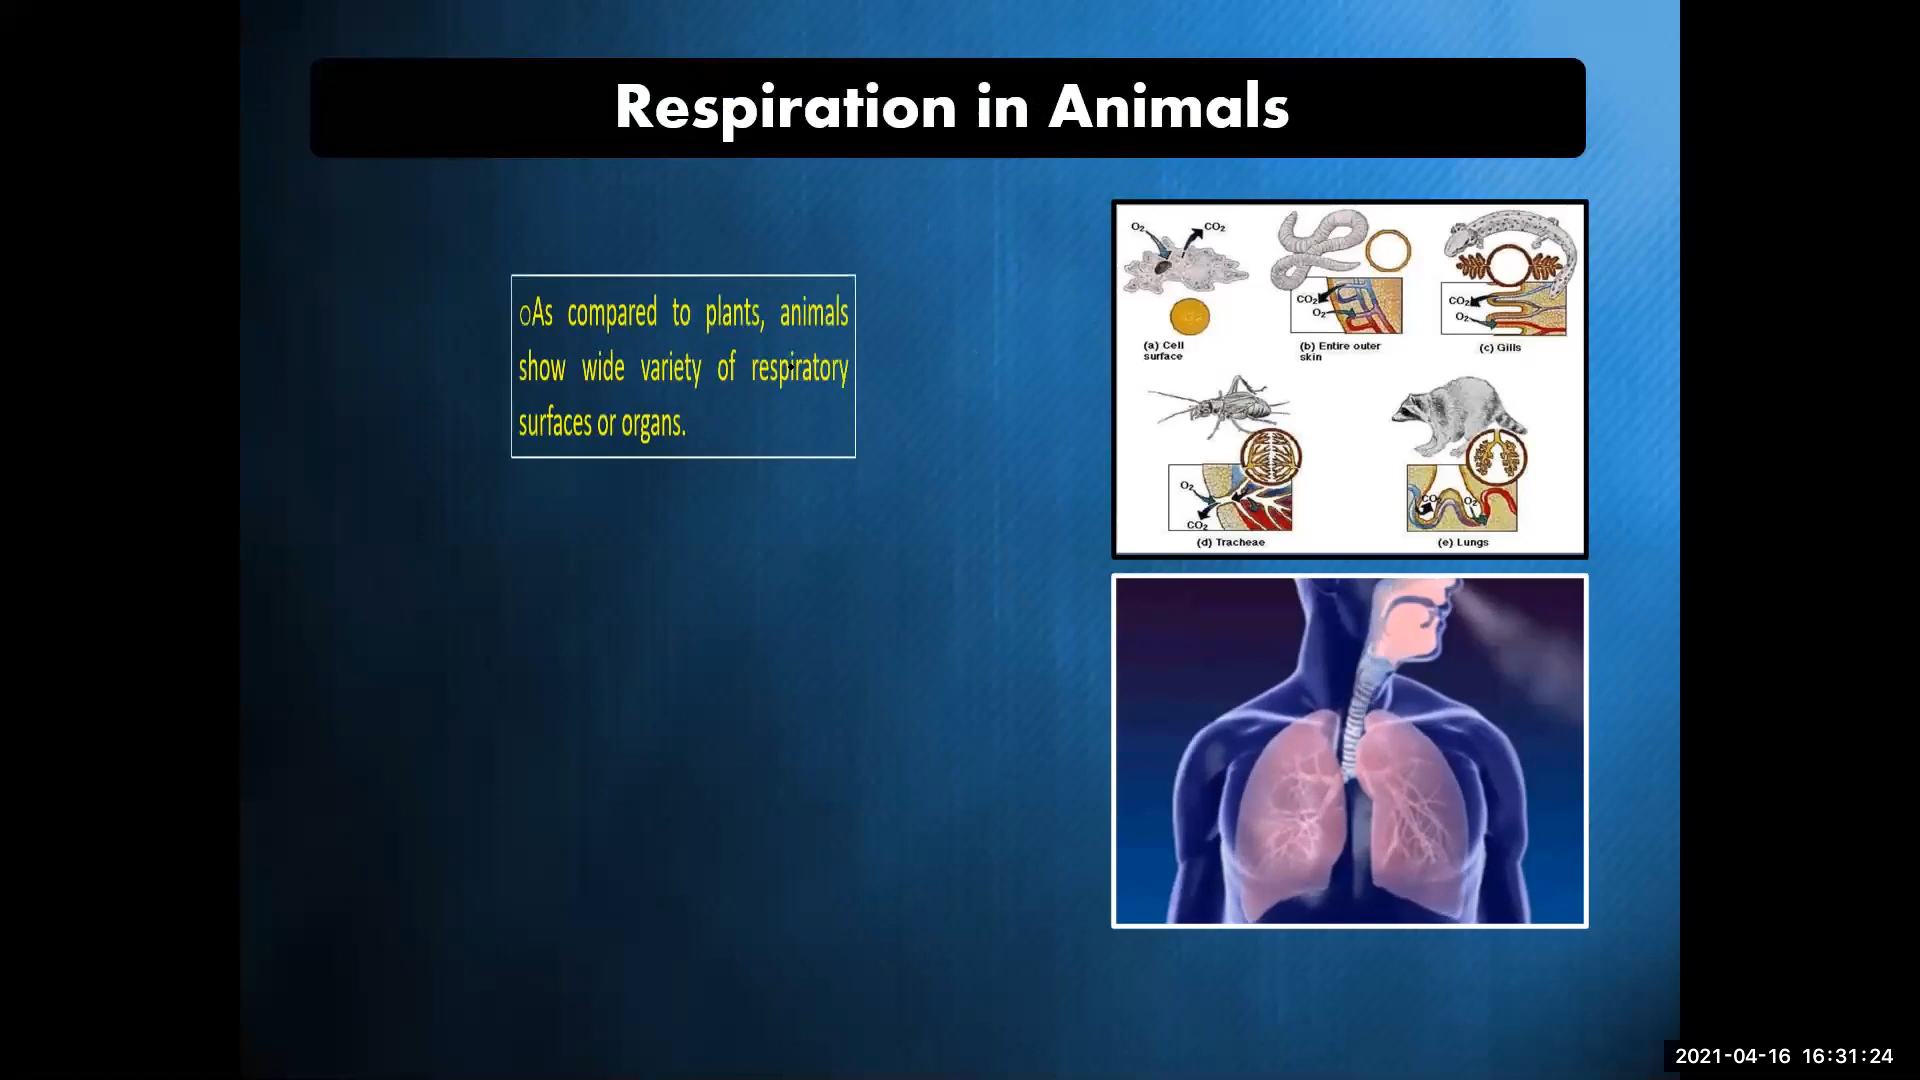 Respiration in Animals
○As compared to plants, animals
show wide variety of respiratory
surfaces or organs.
O2 CO2
(a) Cell
surface
CO2
O2
(b) Entire outer
skin
CO2
O2
(c) Gills
O2
CO2
(d) Tracheae
CO2 O2
(e) Lungs
2021-04-16 16:31:24